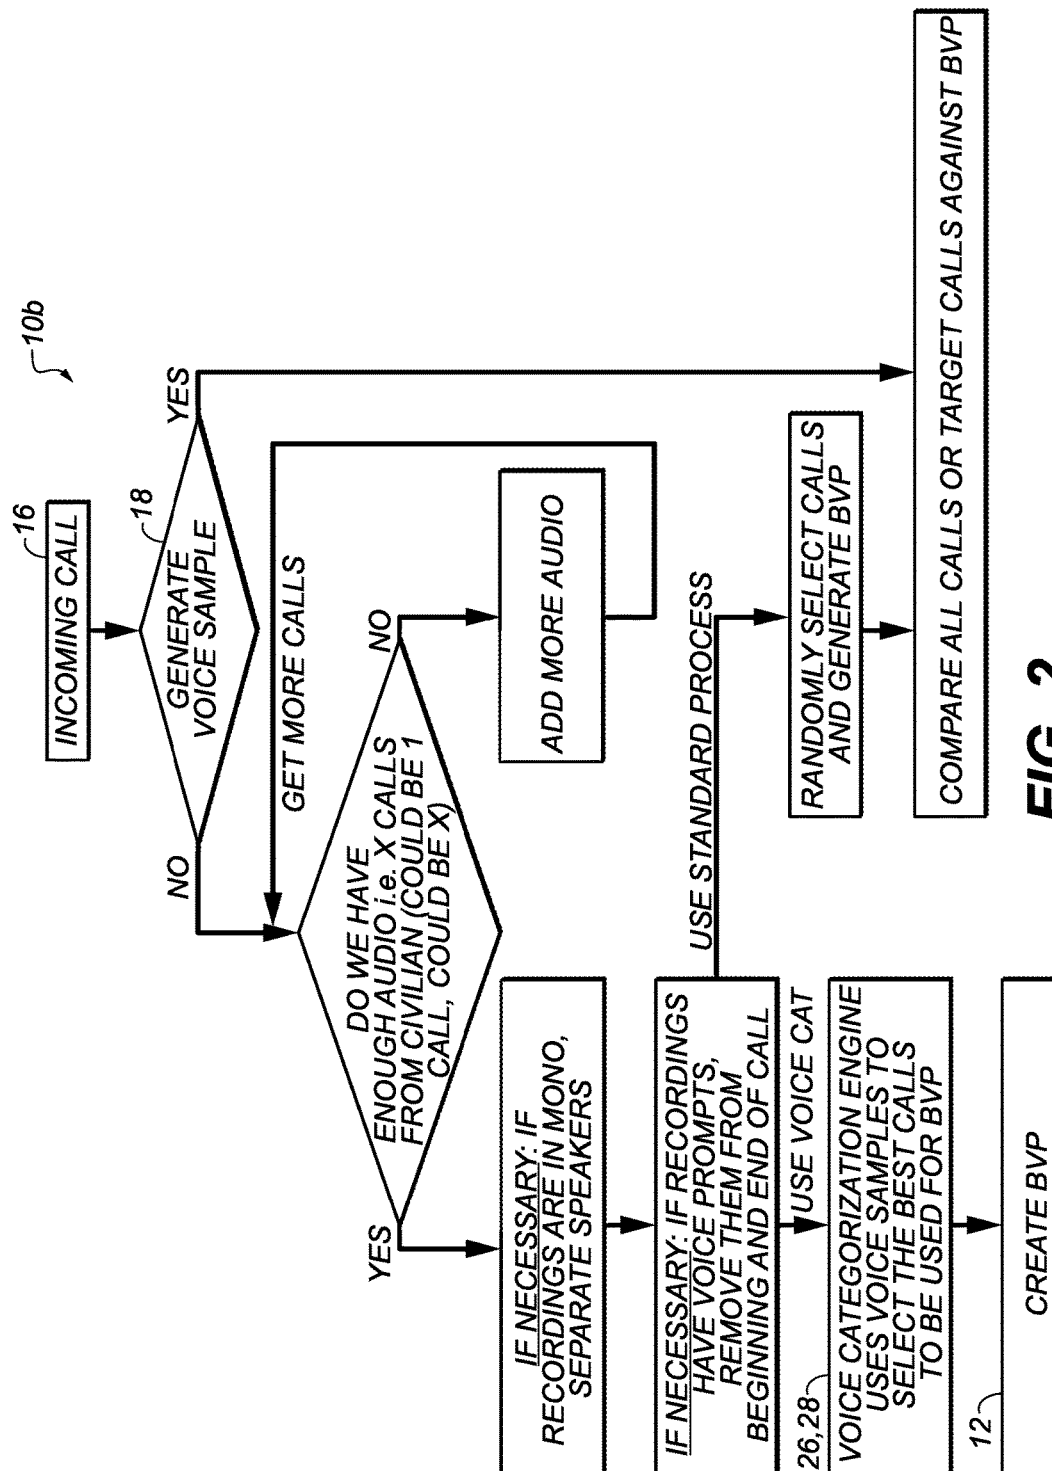 10b
16
INCOMING CALL
18
GENERATE
VOICE SAMPLE
YES
NO
GET MORE CALLS
DO WE HAVE
ENOUGH AUDIO i.e. X CALLS
FROM CIVILIAN (COULD BE 1
CALL, COULD BE X)
NO
YES
ADD MORE AUDIO
IF NECESSARY: IF
RECORDINGS ARE IN MONO,
SEPARATE SPEAKERS
IF NECESSARY: IF RECORDINGS
HAVE VOICE PROMPTS,
REMOVE THEM FROM
BEGINNING AND END OF CALL
USE STANDARD PROCESS
USE VOICE CAT
RANDOMLY SELECT CALLS
AND GENERATE BVP
26,28
VOICE CATEGORIZATION ENGINE
USES VOICE SAMPLES TO
SELECT THE BEST CALLS
TO BE USED FOR BVP
COMPARE ALL CALLS OR TARGET CALLS AGAINST BVP
12
CREATE BVP
FIG. 2